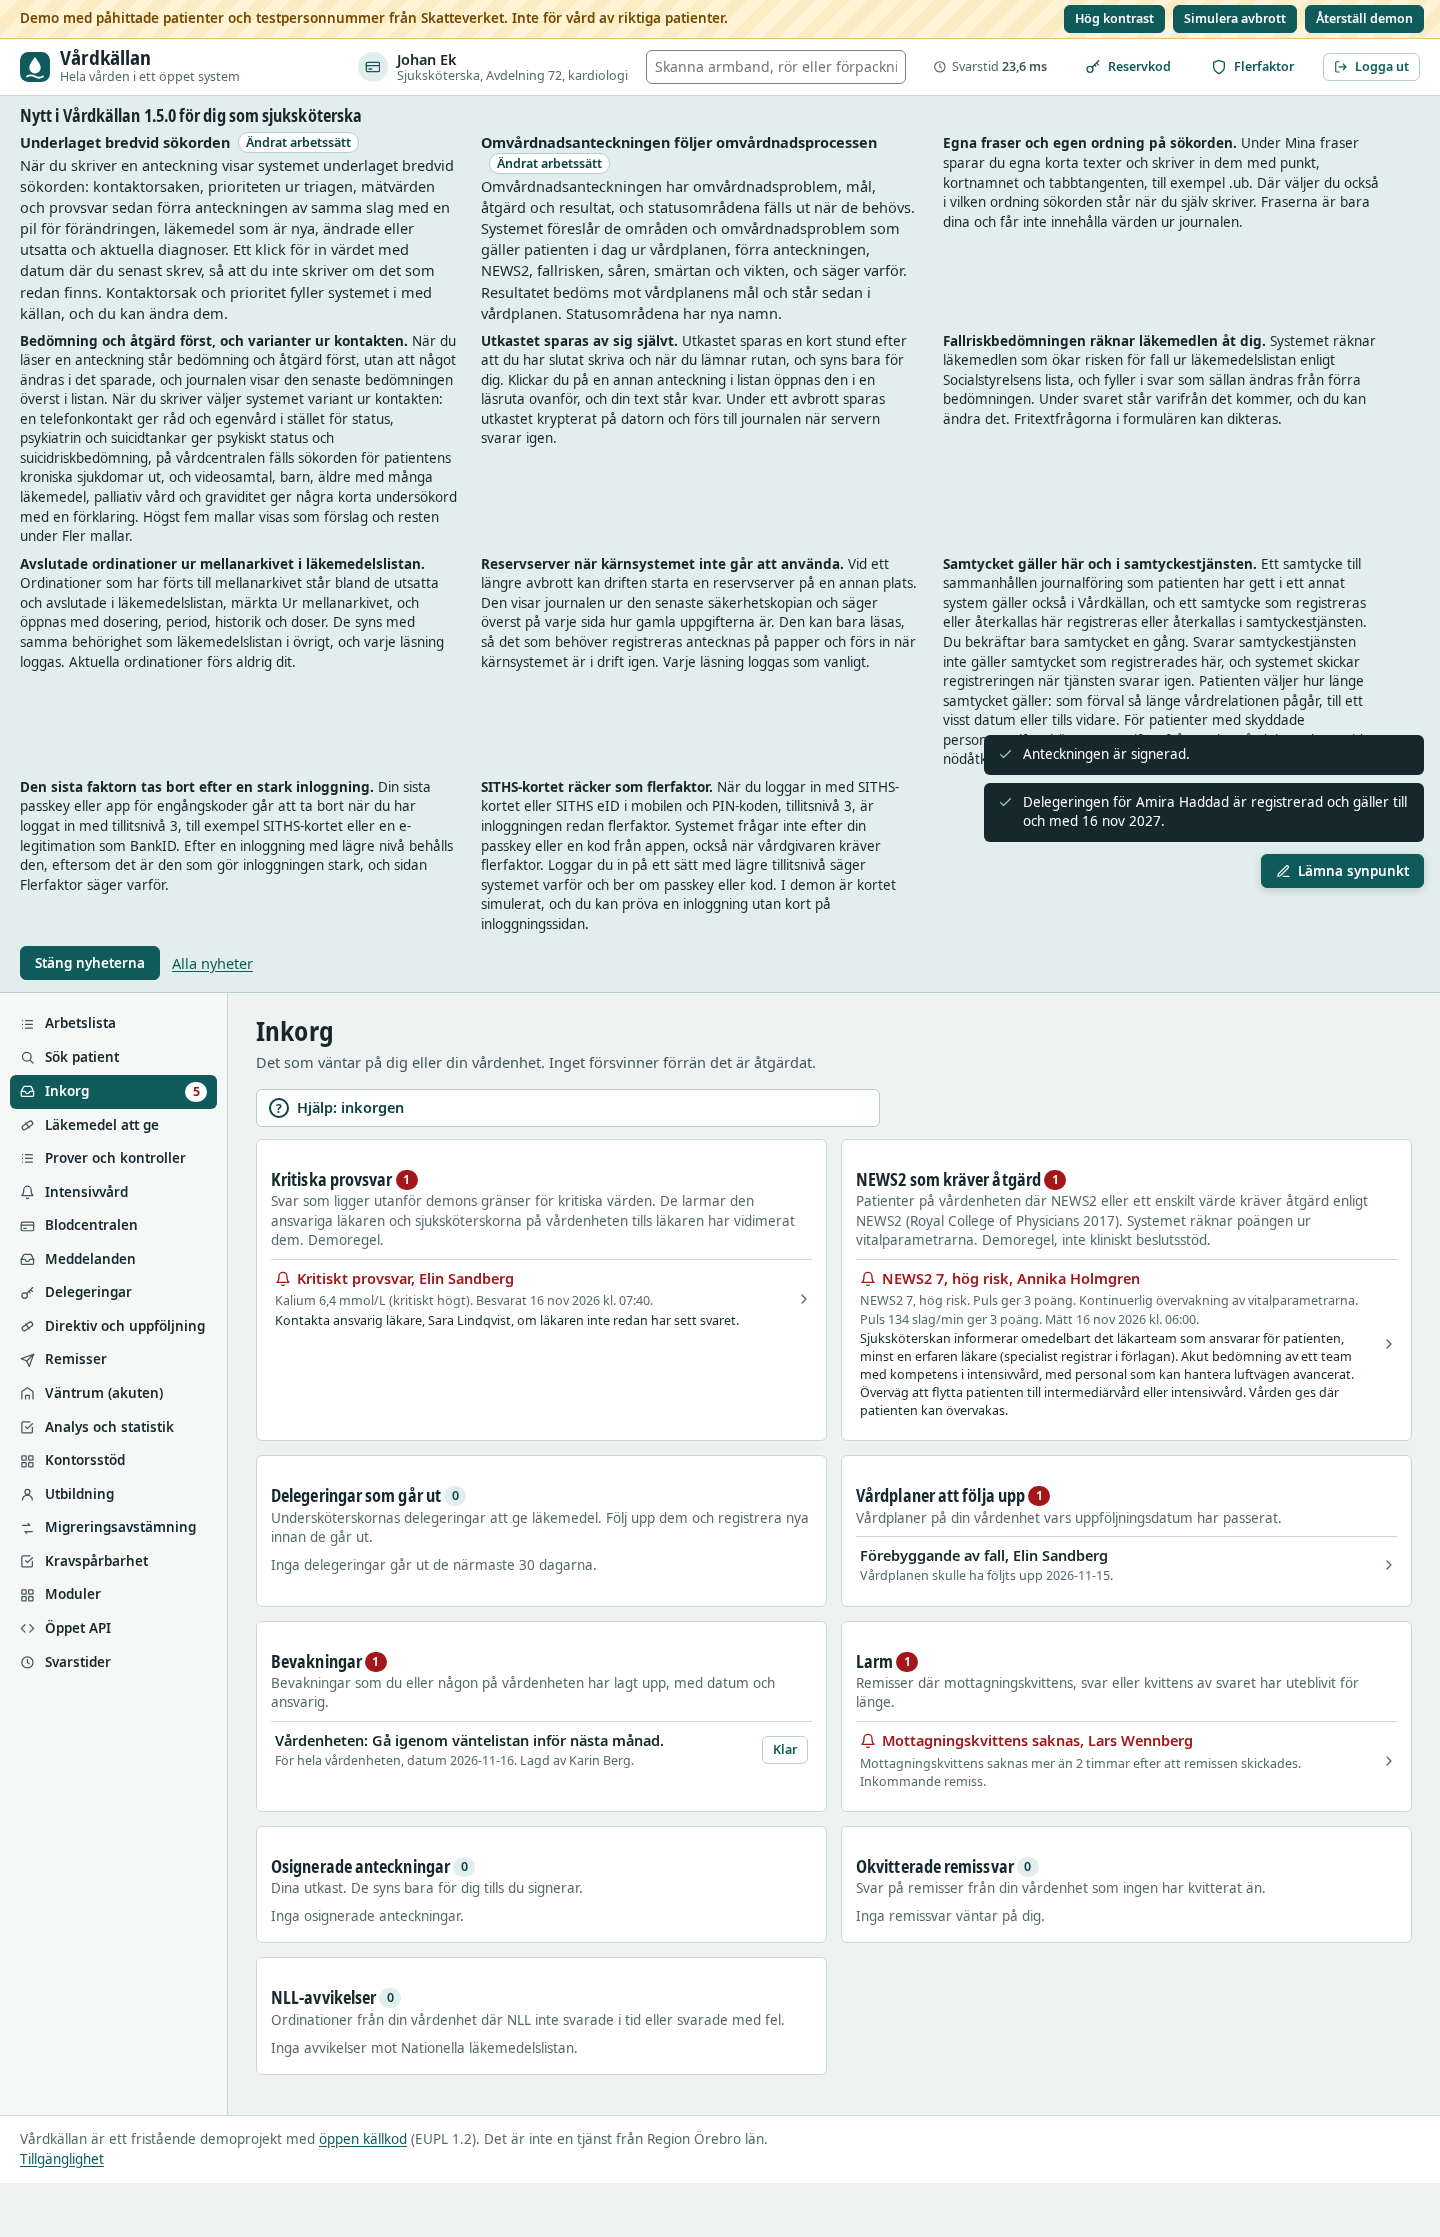 Demo med påhittade patienter och testpersonnummer från Skatteverket. Inte för vård av riktiga patienter.
Hög kontrast
Simulera avbrott
Återställ demon
Vårdkällan
Hela vården i ett öppet system
Johan Ek
Sjuksköterska, Avdelning 72, kardiologi
Skanna armband, rör eller förpackni
Svarstid 23,6 ms
Reservkod
Flerfaktor
Logga ut
Nytt i Vårdkällan 1.5.0 för dig som sjuksköterska
Underlaget bredvid sökorden Ändrat arbetssätt
När du skriver en anteckning visar systemet underlaget bredvid
sökorden: kontaktorsaken, prioriteten ur triagen, mätvärden
och provsvar sedan förra anteckningen av samma slag med en
pil för förändringen, läkemedel som är nya, ändrade eller
utsatta och aktuella diagnoser. Ett klick för in värdet med
datum där du senast skrev, så att du inte skriver om det som
redan finns. Kontaktorsak och prioritet fyller systemet i med
källan, och du kan ändra dem.
Omvårdnadsanteckningen följer omvårdnadsprocessen
Ändrat arbetssätt
Omvårdnadsanteckningen har omvårdnadsproblem, mål,
åtgärd och resultat, och statusområdena fälls ut när de behövs.
Systemet föreslår de områden och omvårdnadsproblem som
gäller patienten i dag ur vårdplanen, förra anteckningen,
NEWS2, fallrisken, såren, smärtan och vikten, och säger varför.
Resultatet bedöms mot vårdplanens mål och står sedan i
vårdplanen. Statusområdena har nya namn.
Egna fraser och egen ordning på sökorden. Under Mina fraser
sparar du egna korta texter och skriver in dem med punkt,
kortnamnet och tabbtangenten, till exempel .ub. Där väljer du också
i vilken ordning sökorden står när du själv skriver. Fraserna är bara
dina och får inte innehålla värden ur journalen.
Bedömning och åtgärd först, och varianter ur kontakten. När du
läser en anteckning står bedömning och åtgärd först, utan att något
ändras i det sparade, och journalen visar den senaste bedömningen
överst i listan. När du skriver väljer systemet variant ur kontakten:
en telefonkontakt ger råd och egenvård i stället för status,
psykiatrin och suicidtankar ger psykiskt status och
suicidriskbedömning, på vårdcentralen fälls sökorden för patientens
kroniska sjukdomar ut, och videosamtal, barn, äldre med många
läkemedel, palliativ vård och graviditet ger några korta undersökord
med en förklaring. Högst fem mallar visas som förslag och resten
under Fler mallar.
Utkastet sparas av sig självt. Utkastet sparas en kort stund efter
att du har slutat skriva och när du lämnar rutan, och syns bara för
dig. Klickar du på en annan anteckning i listan öppnas den i en
läsruta ovanför, och din text står kvar. Under ett avbrott sparas
utkastet krypterat på datorn och förs till journalen när servern
svarar igen.
Fallriskbedömningen räknar läkemedlen åt dig. Systemet räknar
läkemedlen som ökar risken för fall ur läkemedelslistan enligt
Socialstyrelsens lista, och fyller i svar som sällan ändras från förra
bedömningen. Under svaret står varifrån det kommer, och du kan
ändra det. Fritextfrågorna i formulären kan dikteras.
Avslutade ordinationer ur mellanarkivet i läkemedelslistan.
Ordinationer som har förts till mellanarkivet står bland de utsatta
och avslutade i läkemedelslistan, märkta Ur mellanarkivet, och
öppnas med dosering, period, historik och doser. De syns med
samma behörighet som läkemedelslistan i övrigt, och varje läsning
loggas. Aktuella ordinationer förs aldrig dit.
Reservserver när kärnsystemet inte går att använda. Vid ett
längre avbrott kan driften starta en reservserver på en annan plats.
Den visar journalen ur den senaste säkerhetskopian och säger
överst på varje sida hur gamla uppgifterna är. Den kan bara läsas,
så det som behöver registreras antecknas på papper och förs in när
kärnsystemet är i drift igen. Varje läsning loggas som vanligt.
Samtycket gäller här och i samtyckestjänsten. Ett samtycke till
sammanhållen journalföring som patienten har gett i ett annat
system gäller också i Vårdkällan, och ett samtycke som registreras
eller återkallas här registreras eller återkallas i samtyckestjänsten.
Du bekräftar bara samtycket en gång. Svarar samtyckestjänsten
inte gäller samtycket som registrerades här, och systemet skickar
registreringen när tjänsten svarar igen. Patienten väljer hur länge
samtycket gäller: som förval så länge vårdrelationen pågår, till ett
visst datum eller tills vidare. För patienter med skyddade
Anteckningen är signerad.
Delegeringen för Amira Haddad är registrerad och gäller till
och med 16 nov 2027.
Lämna synpunkt
Den sista faktorn tas bort efter en stark inloggning. Din sista
passkey eller app för engångskoder går att ta bort när du har
loggat in med tillitsnivå 3, till exempel SITHS-kortet eller en e-
legitimation som BankID. Efter en inloggning med lägre nivå behålls
den, eftersom det är den som gör inloggningen stark, och sidan
Flerfaktor säger varför.
SITHS-kortet räcker som flerfaktor. När du loggar in med SITHS-
kortet eller SITHS eID i mobilen och PIN-koden, tillitsnivå 3, är
inloggningen redan flerfaktor. Systemet frågar inte efter din
passkey eller en kod från appen, också när vårdgivaren kräver
flerfaktor. Loggar du in på ett sätt med lägre tillitsnivå säger
systemet varför och ber om passkey eller kod. I demon är kortet
simulerat, och du kan pröva en inloggning utan kort på
inloggningssidan.
Stäng nyheterna
Alla nyheter
Arbetslista
Sök patient
Inkorg 5
Läkemedel att ge
Prover och kontroller
Intensivvård
Blodcentralen
Meddelanden
Delegeringar
Direktiv och uppföljning
Remisser
Väntrum (akuten)
Analys och statistik
Kontorsstöd
Utbildning
Migreringsavstämning
Kravspårbarhet
Moduler
Öppet API
Svarstider
Inkorg
Det som väntar på dig eller din vårdenhet. Inget försvinner förrän det är åtgärdat.
? Hjälp: inkorgen
Kritiska provsvar 1
Svar som ligger utanför demons gränser för kritiska värden. De larmar den
ansvariga läkaren och sjuksköterskorna på vårdenheten tills läkaren har vidimerat
dem. Demoregel.
Kritiskt provsvar, Elin Sandberg
Kalium 6,4 mmol/L (kritiskt högt). Besvarat 16 nov 2026 kl. 07:40.
Kontakta ansvarig läkare, Sara Lindqvist, om läkaren inte redan har sett svaret.
NEWS2 som kräver åtgärd 1
Patienter på vårdenheten där NEWS2 eller ett enskilt värde kräver åtgärd enligt
NEWS2 (Royal College of Physicians 2017). Systemet räknar poängen ur
vitalparametrarna. Demoregel, inte kliniskt beslutsstöd.
NEWS2 7, hög risk, Annika Holmgren
NEWS2 7, hög risk. Puls ger 3 poäng. Kontinuerlig övervakning av vitalparametrarna.
Puls 134 slag/min ger 3 poäng. Mätt 16 nov 2026 kl. 06:00.
Sjuksköterskan informerar omedelbart det läkarteam som ansvarar för patienten,
minst en erfaren läkare (specialist registrar i förlagan). Akut bedömning av ett team
med kompetens i intensivvård, med personal som kan hantera luftvägen avancerat.
Överväg att flytta patienten till intermediärvård eller intensivvård. Vården ges där
patienten kan övervakas.
Delegeringar som går ut 0
Undersköterskornas delegeringar att ge läkemedel. Följ upp dem och registrera nya
innan de går ut.
Inga delegeringar går ut de närmaste 30 dagarna.
Vårdplaner att följa upp 1
Vårdplaner på din vårdenhet vars uppföljningsdatum har passerat.
Förebyggande av fall, Elin Sandberg
Vårdplanen skulle ha följts upp 2026-11-15.
Bevakningar 1
Bevakningar som du eller någon på vårdenheten har lagt upp, med datum och
ansvarig.
Vårdenheten: Gå igenom väntelistan inför nästa månad.
För hela vårdenheten, datum 2026-11-16. Lagd av Karin Berg.
Klar
Larm 1
Remisser där mottagningskvittens, svar eller kvittens av svaret har uteblivit för
länge.
Mottagningskvittens saknas, Lars Wennberg
Mottagningskvittens saknas mer än 2 timmar efter att remissen skickades.
Inkommande remiss.
Osignerade anteckningar 0
Dina utkast. De syns bara för dig tills du signerar.
Inga osignerade anteckningar.
Okvitterade remissvar 0
Svar på remisser från din vårdenhet som ingen har kvitterat än.
Inga remissvar väntar på dig.
NLL-avvikelser 0
Ordinationer från din vårdenhet där NLL inte svarade i tid eller svarade med fel.
Inga avvikelser mot Nationella läkemedelslistan.
Vårdkällan är ett fristående demoprojekt med öppen källkod (EUPL 1.2). Det är inte en tjänst från Region Örebro län.
Tillgänglighet